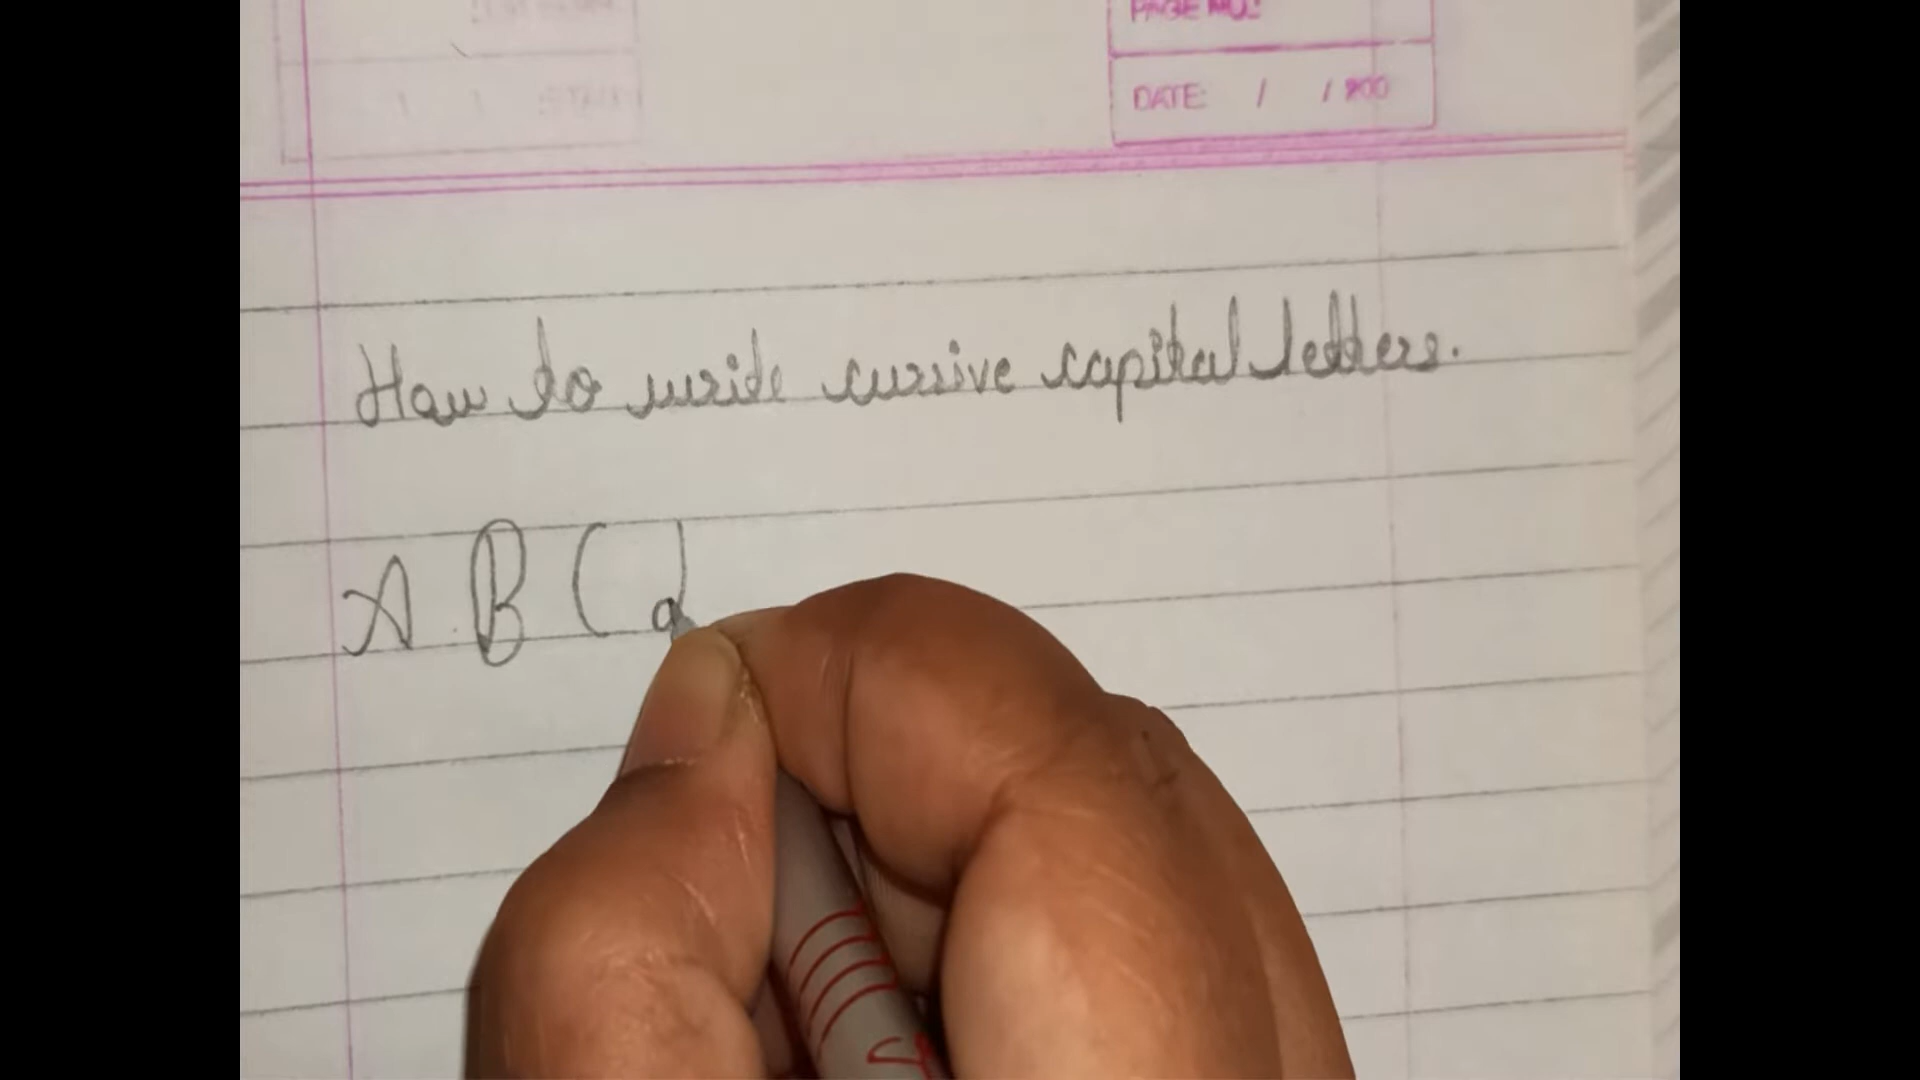 PAGE NO.:
DATE: / / 200
How to write cursive capital letters.
A B C d